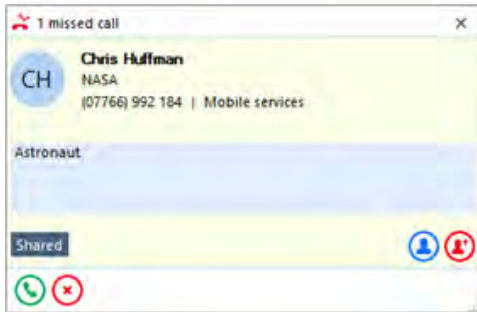 1 missed call
Chris Huffman
CH
NASA
(07766) 992 184 | Mobile services
Astronaut
Shared